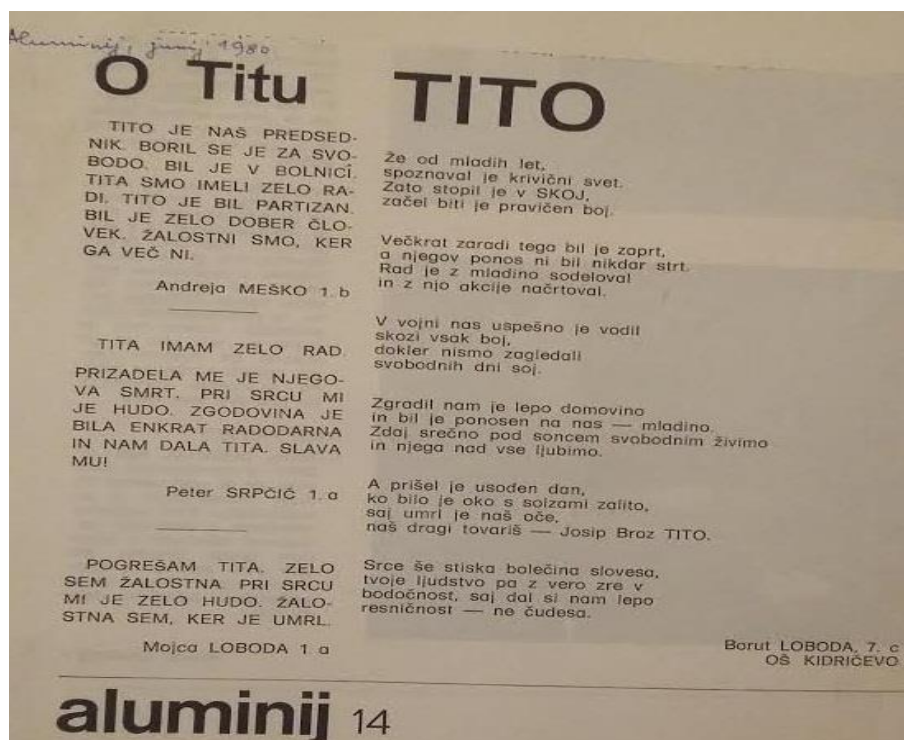 Aluminij, junij 1980
O Titu
TITO JE NAŠ PREDSED-
NIK. BORIL SE JE ZA SVO-
BODO. BIL JE V BOLNICI.
TITA SMO IMELI ZELO RA-
DI. TITO JE BIL PARTIZAN.
BIL JE ZELO DOBER ČLO-
VEK. ŽALOSTNI SMO, KER
GA VEČ NI.
Andreja MEŠKO 1. b
TITA IMAM ZELO RAD.
PRIZADELA ME JE NJEGO-
VA SMRT. PRI SRCU MI
JE HUDO. ZGODOVINA JE
BILA ENKRAT RADODARNA
IN NAM DALA TITA. SLAVA
MU!
Peter SRPČIČ 1. a
POGREŠAM TITA. ZELO
SEM ŽALOSTNA. PRI SRCU
MI JE ZELO HUDO. ŽALO-
STNA SEM, KER JE UMRL.
Mojca LOBODA 1. a
TITO
Že od mladih let,
spoznaval je krivični svet.
Zato stopil je v SKOJ,
začel biti je pravičen boj.
Večkrat zaradi tega bil je zaprt,
a njegov ponos ni bil nikdar strt.
Rad je z mladino sodeloval
in z njo akcije načrtoval.
V vojni nas uspešno je vodil
skozi vsak boj,
dokler nismo zagledali
svobodnih dni soj.
Zgradil nam je lepo domovino
in bil je ponosen na nas — mladino.
Zdaj srečno pod soncem svobodnim živimo
in njega nad vse ljubimo.
A prišel je usoden dan,
ko bilo je oko s solzami zalito,
saj umrl je naš oče,
naš dragi tovariš — Josip Broz TITO.
Srce še stiska bolečina slovesa,
tvoje ljudstvo pa z vero zre v
bodočnost, saj dal si nam lepo
resničnost — ne čudesa.
Borut LOBODA, 7. c
OŠ KIDRIČEVO
aluminij 14